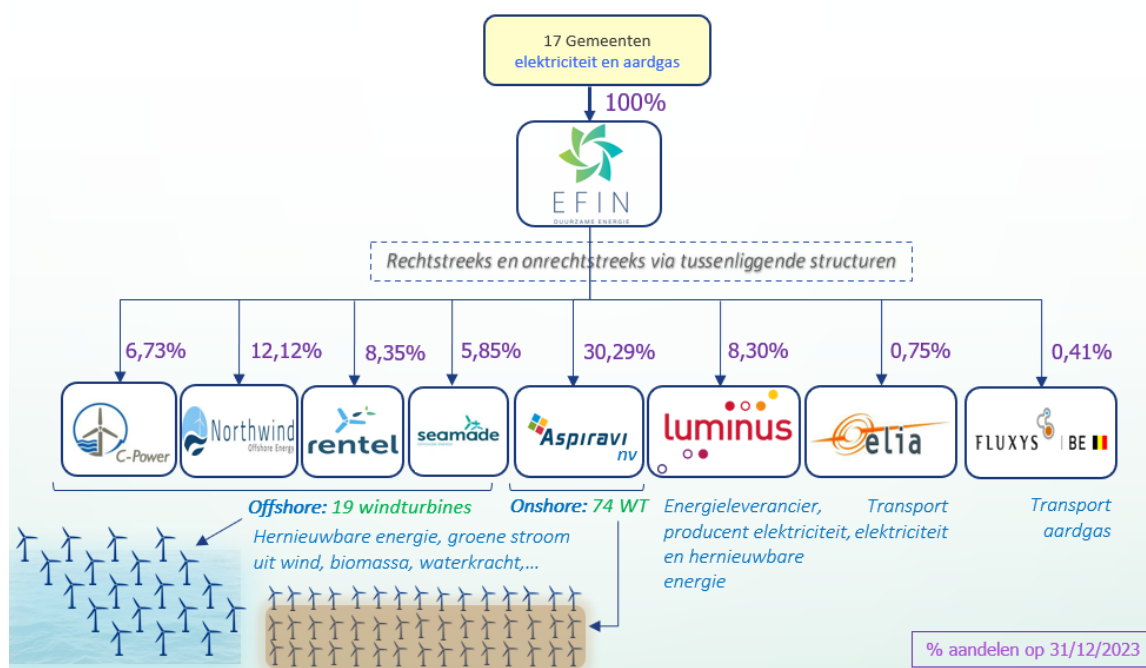 17 Gemeenten
elektriciteit en aardgas
100%
EFIN
DUURZAME ENERGIE
Rechtstreeks en onrechtstreeks via tussenliggende structuren
6,73%
12,12%
8,35%
5,85%
30,29%
8,30%
0,75%
0,41%
C-Power
Northwind
Offshore Energy
rentel
seamade
Aspiravi
nv
luminus
elia
FLUXYS BE
Offshore: 19 windturbines
Hernieuwbare energie, groene stroom
uit wind, biomassa, waterkracht,...
Onshore: 74 WT
Energieleverancier,
producent elektriciteit,
en hernieuwbare
energie
Transport
elektriciteit
Transport
aardgas
% aandelen op 31/12/2023